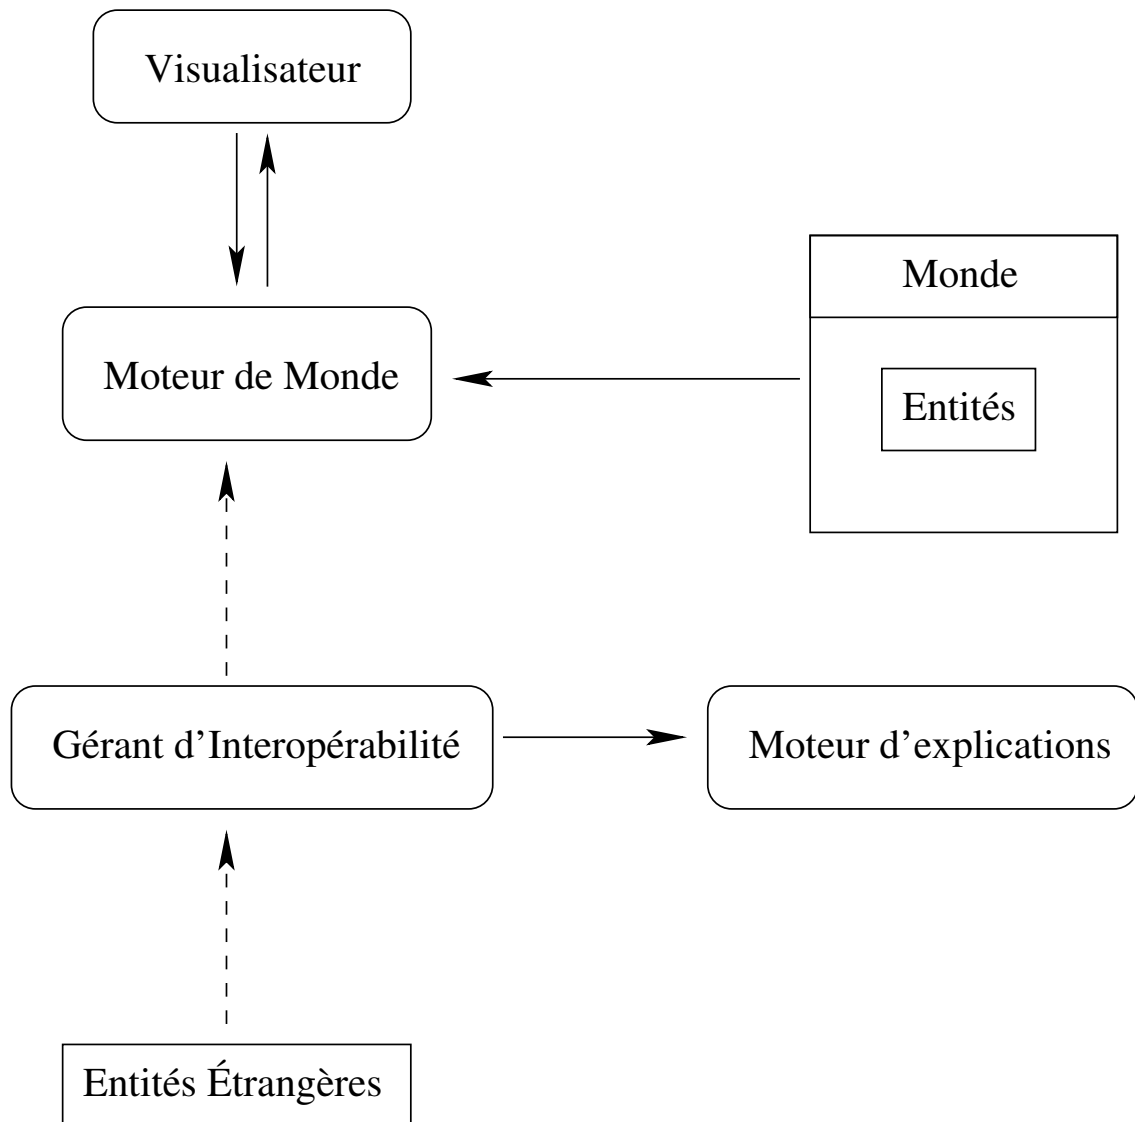 Visualisateur
Monde
Moteur de Monde
Entités
Gérant d'Interopérabilité
Moteur d'explications
Entités Étrangères